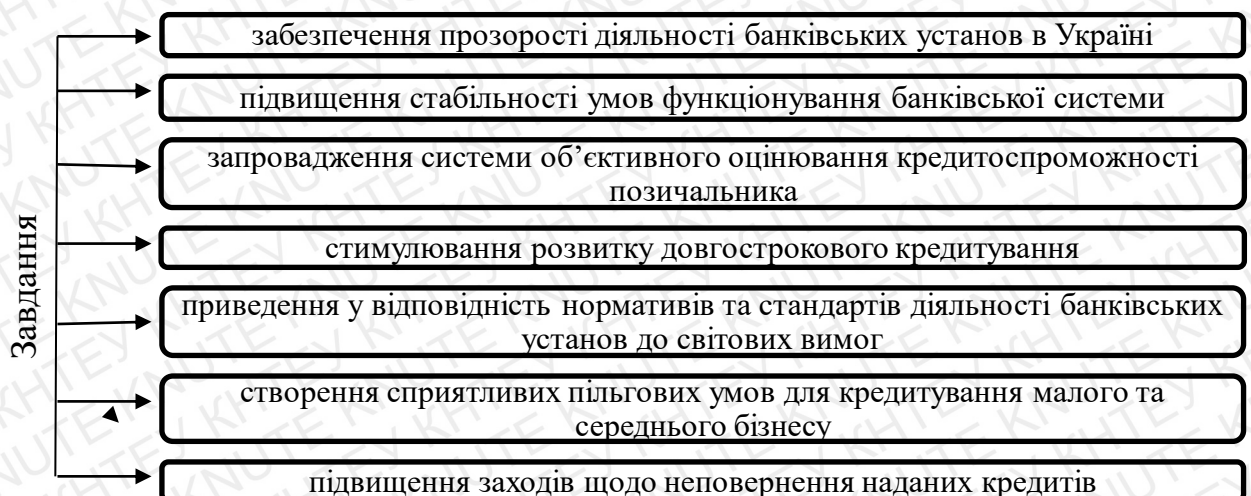 забезпечення прозорості діяльності банківських установ в Україні
підвищення стабільності умов функціонування банківської системи
запровадження системи об’єктивного оцінювання кредитоспроможності
позичальника
стимулювання розвитку довгострокового кредитування
приведення у відповідність нормативів та стандартів діяльності банківських
установ до світових вимог
створення сприятливих пільгових умов для кредитування малого та
середнього бізнесу
підвищення заходів щодо неповернення наданих кредитів
Завдання